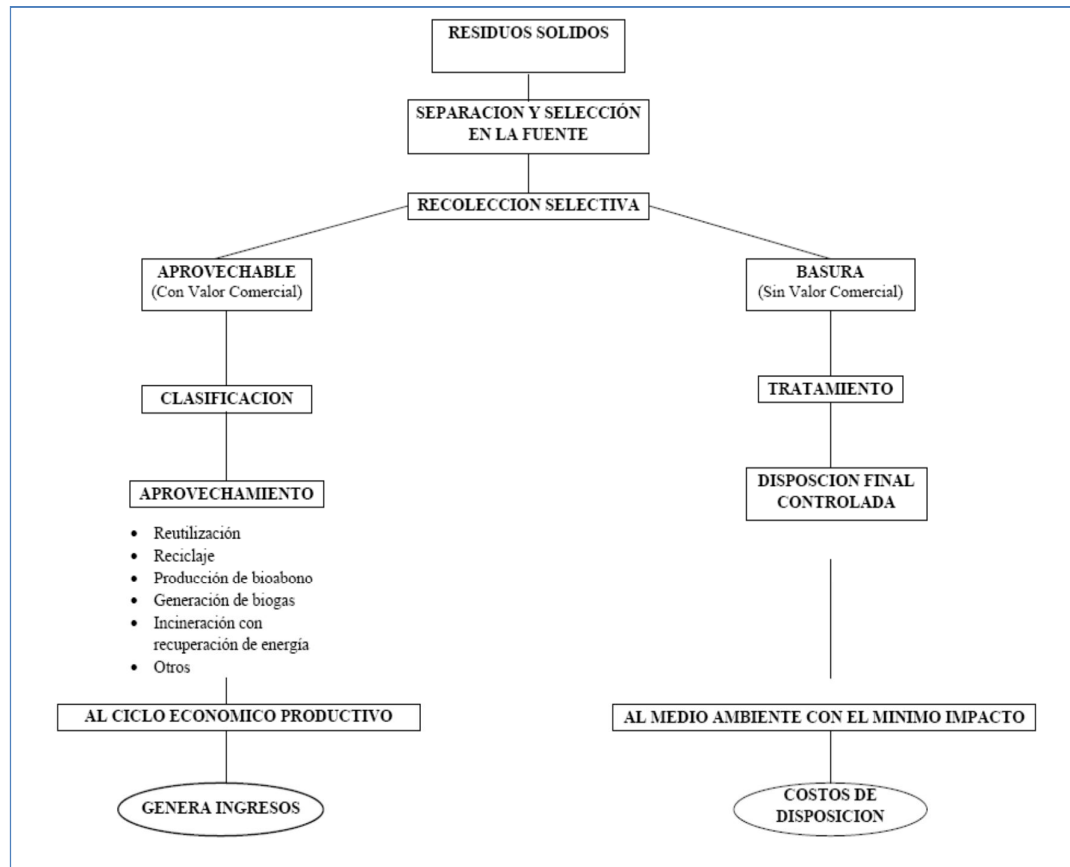 RESIDUOS SOLIDOS
SEPARACION Y SELECCIÓN
EN LA FUENTE
RECOLECCION SELECTIVA
APROVECHABLE
(Con Valor Comercial)
BASURA
(Sin Valor Comercial)
CLASIFICACION
TRATAMIENTO
APROVECHAMIENTO
DISPOSCION FINAL
CONTROLADA
• Reutilización
• Reciclaje
• Producción de bioabono
• Generación de biogas
• Incineración con
recuperación de energía
• Otros
AL CICLO ECONOMICO PRODUCTIVO
AL MEDIO AMBIENTE CON EL MINIMO IMPACTO
GENERA INGRESOS
COSTOS DE
DISPOSICION